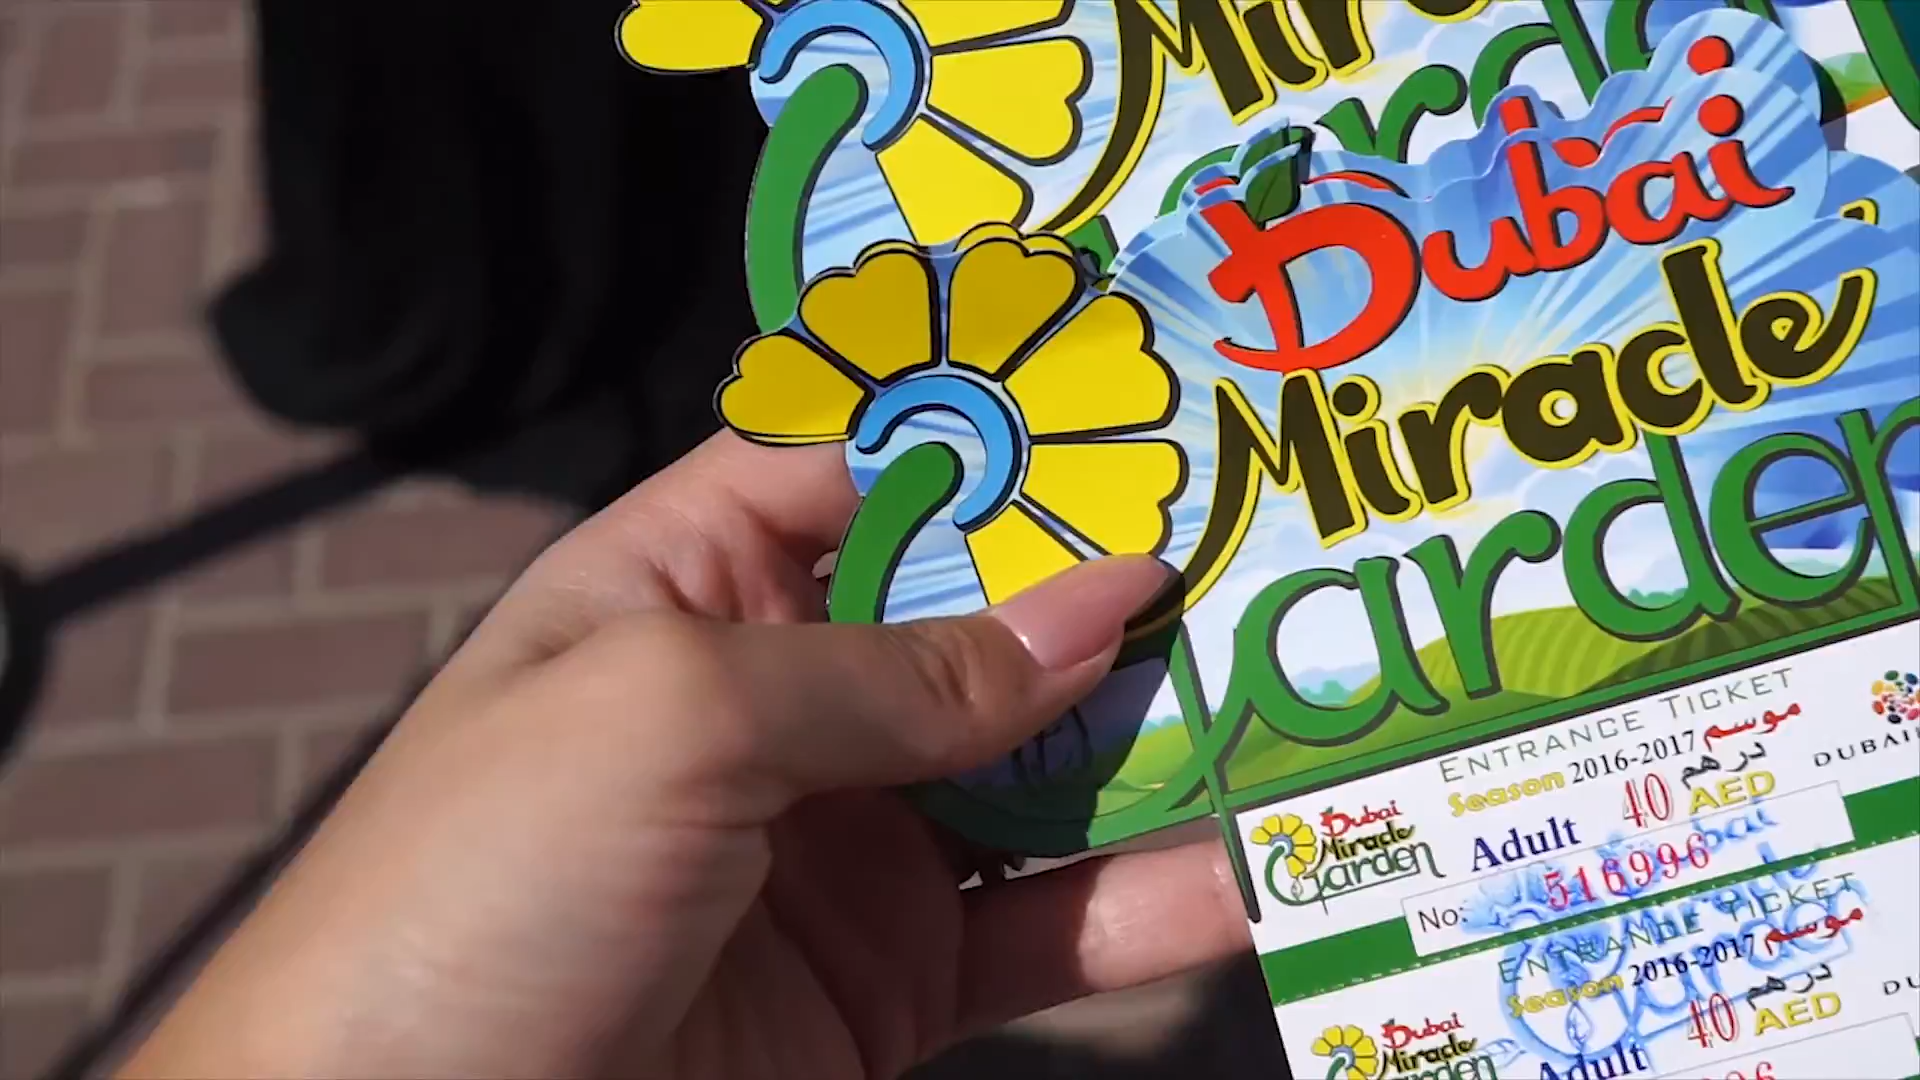 Dubai
Miracle
Garden
ENTRANCE TICKET
Season 2016-2017 موسم
40 AED درهم
Adult
No: 516996
DUBAI
Dubai
Miracle
Garden
ENTRANCE TICKET
Season 2016-2017 موسم
40 AED درهم
Adult
Dubai
Miracle
Garden